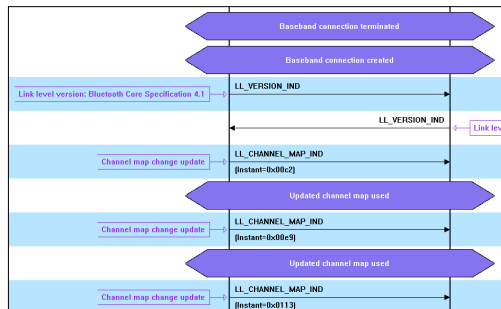 Baseband connection terminated
Baseband connection created
Link level version: Bluetooth Core Specification 4.1
LL_VERSION_IND
LL_VERSION_IND
Link lev
LL_CHANNEL_MAP_IND
Channel map change update
(Instant=0x00c2)
Updated channel map used
LL_CHANNEL_MAP_IND
Channel map change update
(Instant=0x00e9)
Updated channel map used
LL_CHANNEL_MAP_IND
Channel map change update
(Instant=0x0113)